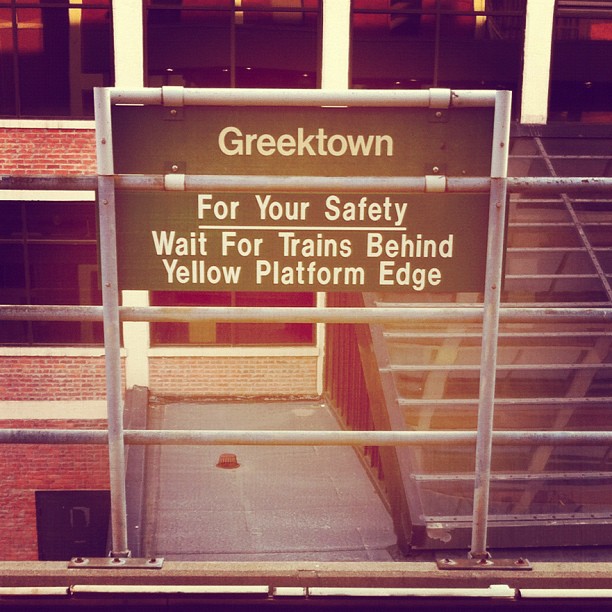 Greektown
For Your Safety
Wait For Trains Behind
Yellow Platform Edge